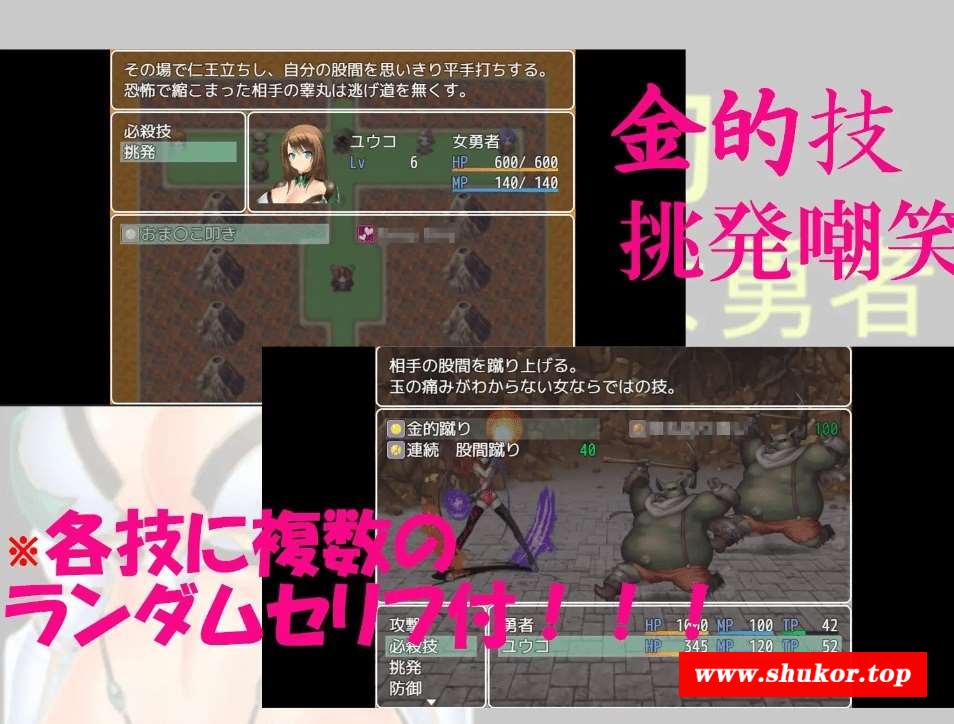 その場で仁王立ちし、自分の股間を思いきり平手打ちする。
恐怖で縮こまった相手の睾丸は逃げ道を無くす。
必殺技
挑発
ユウコ 女勇者
Lv 6 HP 600/ 600
MP 140/ 140
おま〇こ叩き
金的技
挑発嘲笑
勇者
相手の股間を蹴り上げる。
玉の痛みがわからない女ならではの技。
金的蹴り 100
連続 股間蹴り 40
※各技に複数の
ランダムセリフ付！！！
攻撃 勇者 HP MP 100 TP 42
必殺技 ユウコ HP 345 MP 120 TP 52
挑発
防御
www.shukor.top